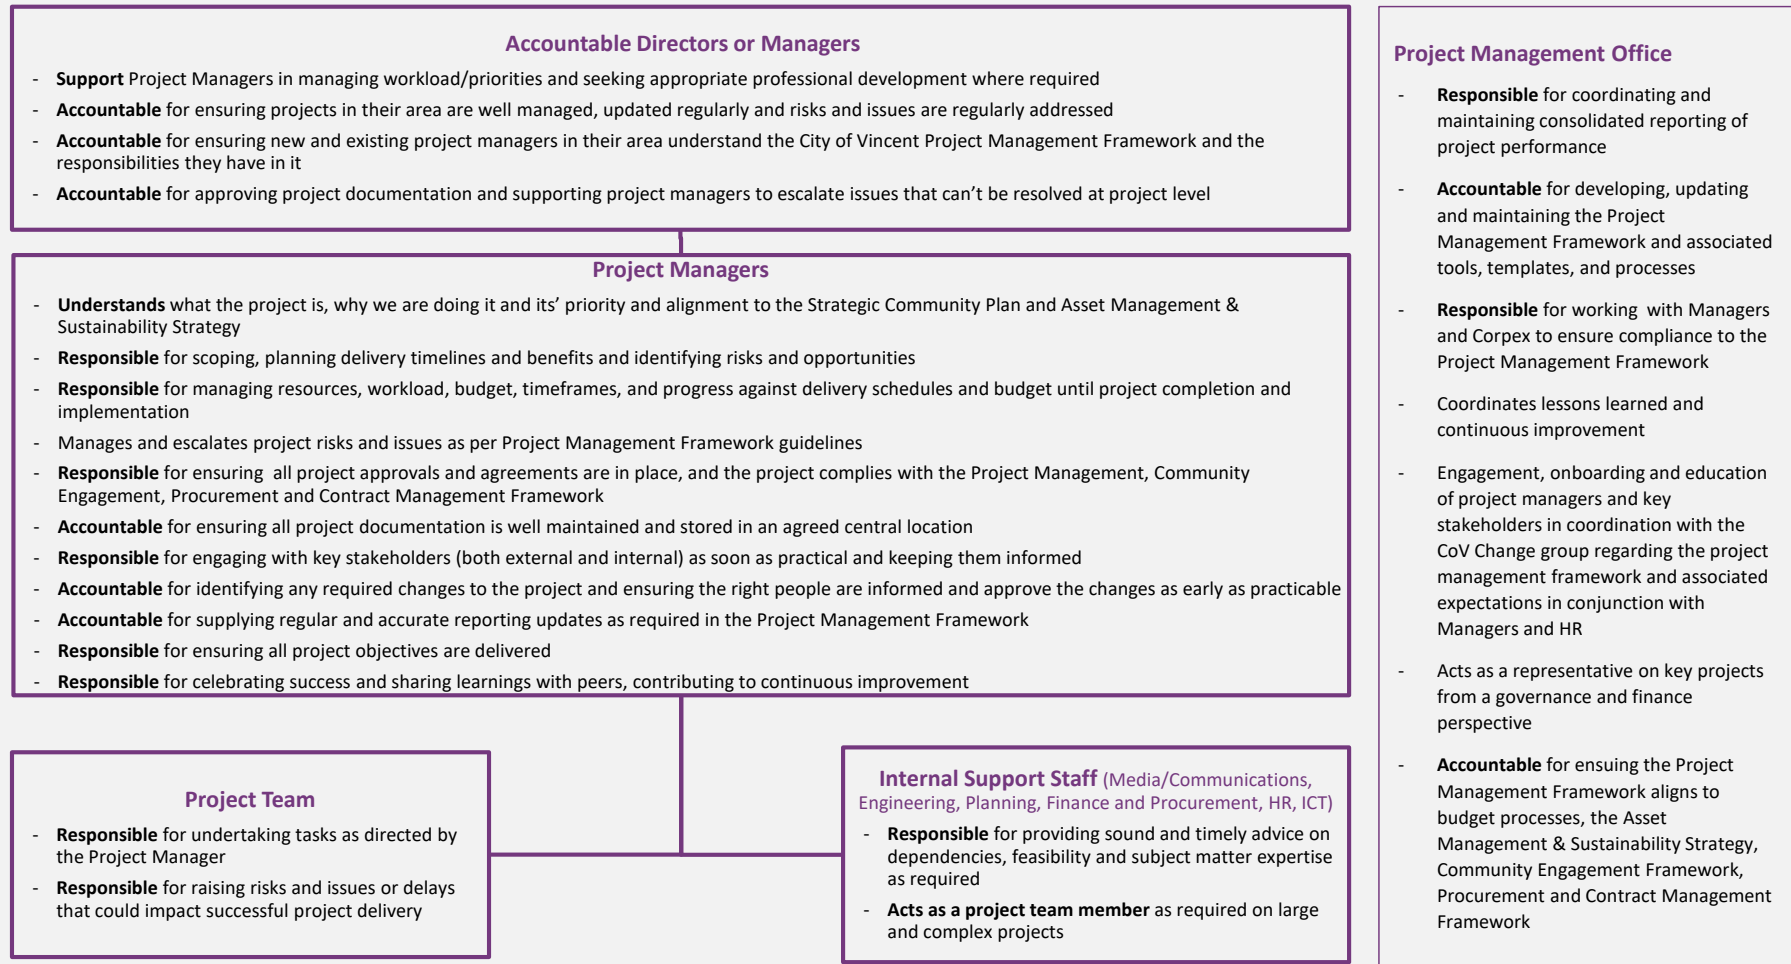 Accountable Directors or Managers
- Support Project Managers in managing workload/priorities and seeking appropriate professional development where required
- Accountable for ensuring projects in their area are well managed, updated regularly and risks and issues are regularly addressed
- Accountable for ensuring new and existing project managers in their area understand the City of Vincent Project Management Framework and the
responsibilities they have in it
- Accountable for approving project documentation and supporting project managers to escalate issues that can't be resolved at project level
Project Managers
- Understands what the project is, why we are doing it and its' priority and alignment to the Strategic Community Plan and Asset Management &
Sustainability Strategy
- Responsible for scoping, planning delivery timelines and benefits and identifying risks and opportunities
- Responsible for managing resources, workload, budget, timeframes, and progress against delivery schedules and budget until project completion and
implementation
- Manages and escalates project risks and issues as per Project Management Framework guidelines
- Responsible for ensuring all project approvals and agreements are in place, and the project complies with the Project Management, Community
Engagement, Procurement and Contract Management Framework
- Accountable for ensuring all project documentation is well maintained and stored in an agreed central location
- Responsible for engaging with key stakeholders (both external and internal) as soon as practical and keeping them informed
- Accountable for identifying any required changes to the project and ensuring the right people are informed and approve the changes as early as practicable
- Accountable for supplying regular and accurate reporting updates as required in the Project Management Framework
- Responsible for ensuring all project objectives are delivered
- Responsible for celebrating success and sharing learnings with peers, contributing to continuous improvement
Project Team
- Responsible for undertaking tasks as directed by
the Project Manager
- Responsible for raising risks and issues or delays
that could impact successful project delivery
Internal Support Staff (Media/Communications,
Engineering, Planning, Finance and Procurement, HR, ICT)
- Responsible for providing sound and timely advice on
dependencies, feasibility and subject matter expertise
as required
- Acts as a project team member as required on large
and complex projects
Project Management Office
- Responsible for coordinating and
maintaining consolidated reporting of
project performance
- Accountable for developing, updating
and maintaining the Project
Management Framework and associated
tools, templates, and processes
- Responsible for working with Managers
and Corpex to ensure compliance to the
Project Management Framework
- Coordinates lessons learned and
continuous improvement
- Engagement, onboarding and education
of project managers and key
stakeholders in coordination with the
CoV Change group regarding the project
management framework and associated
expectations in conjunction with
Managers and HR
- Acts as a representative on key projects
from a governance and finance
perspective
- Accountable for ensuing the Project
Management Framework aligns to
budget processes, the Asset
Management & Sustainability Strategy,
Community Engagement Framework,
Procurement and Contract Management
Framework